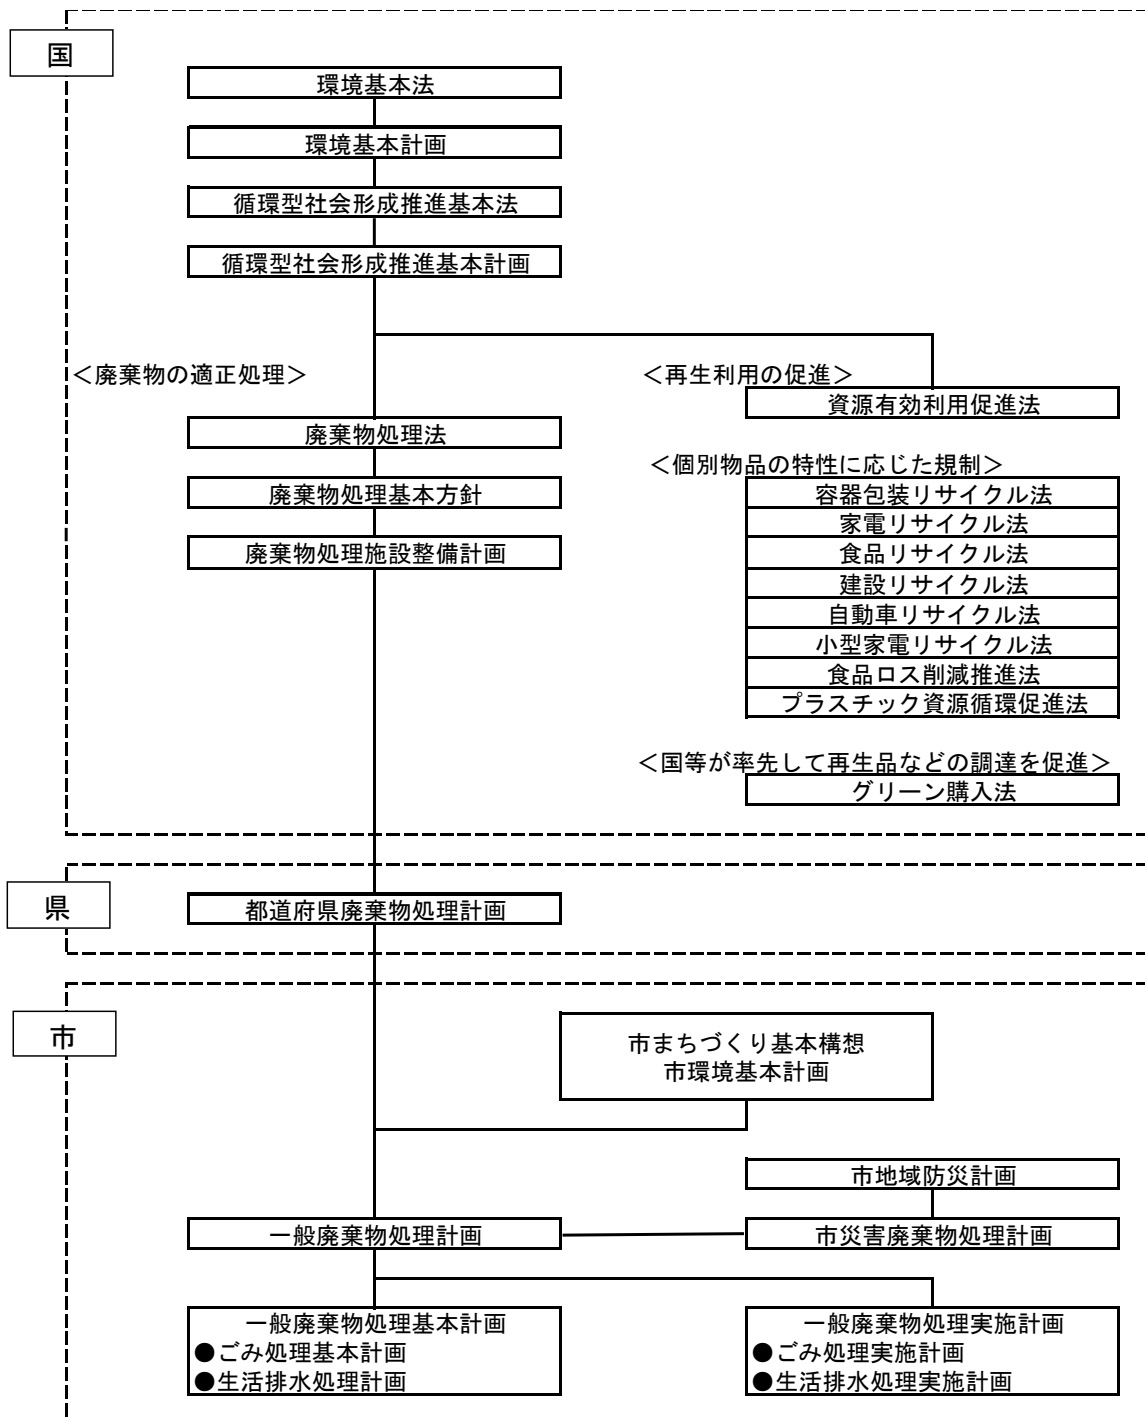 国
環境基本法
環境基本計画
循環型社会形成推進基本法
循環型社会形成推進基本計画
＜廃棄物の適正処理＞
廃棄物処理法
廃棄物処理基本方針
廃棄物処理施設整備計画
＜再生利用の促進＞
資源有効利用促進法
＜個別物品の特性に応じた規制＞
容器包装リサイクル法
家電リサイクル法
食品リサイクル法
建設リサイクル法
自動車リサイクル法
小型家電リサイクル法
食品ロス削減推進法
プラスチック資源循環促進法
＜国等が率先して再生品などの調達を促進＞
グリーン購入法
県
都道府県廃棄物処理計画
市
市まちづくり基本構想
市環境基本計画
市地域防災計画
一般廃棄物処理計画
市災害廃棄物処理計画
一般廃棄物処理基本計画
●ごみ処理基本計画
●生活排水処理計画
一般廃棄物処理実施計画
●ごみ処理実施計画
●生活排水処理実施計画